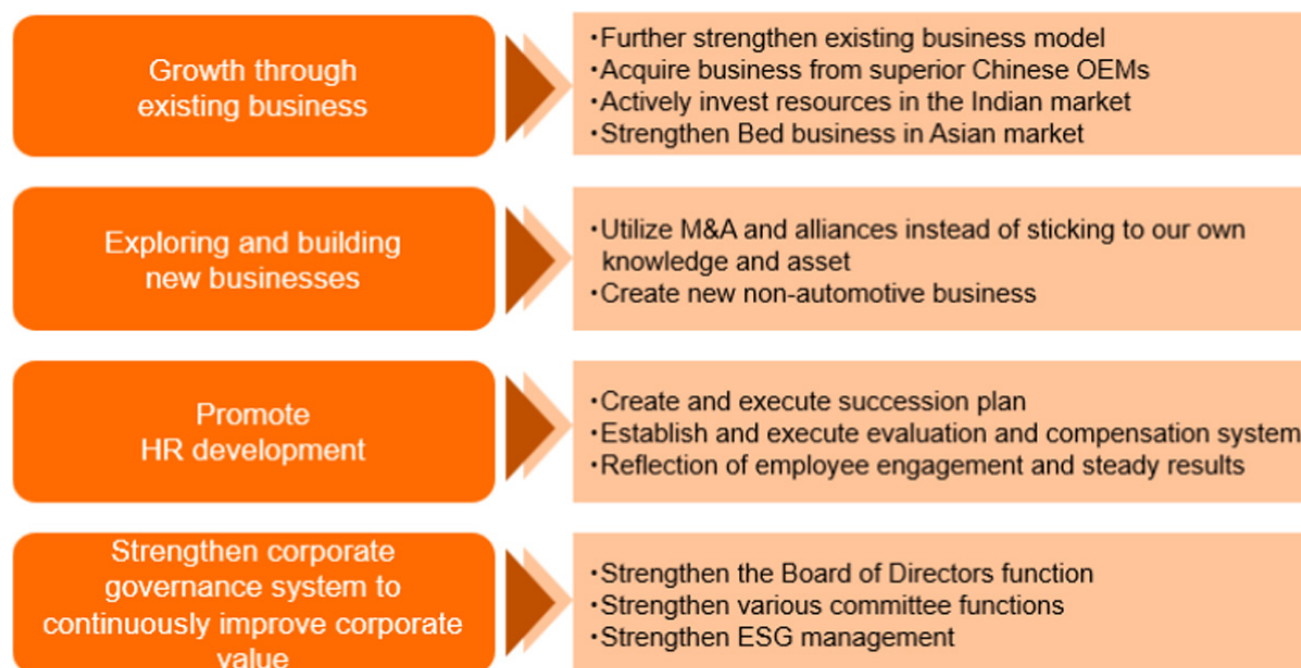 Growth through
existing business
・Further strengthen existing business model
・Acquire business from superior Chinese OEMs
・Actively invest resources in the Indian market
・Strengthen Bed business in Asian market
Exploring and building
new businesses
・Utilize M&A and alliances instead of sticking to our own
knowledge and asset
・Create new non-automotive business
Promote
HR development
・Create and execute succession plan
・Establish and execute evaluation and compensation system
・Reflection of employee engagement and steady results
Strengthen corporate
governance system to
continuously improve corporate
value
・Strengthen the Board of Directors function
・Strengthen various committee functions
・Strengthen ESG management